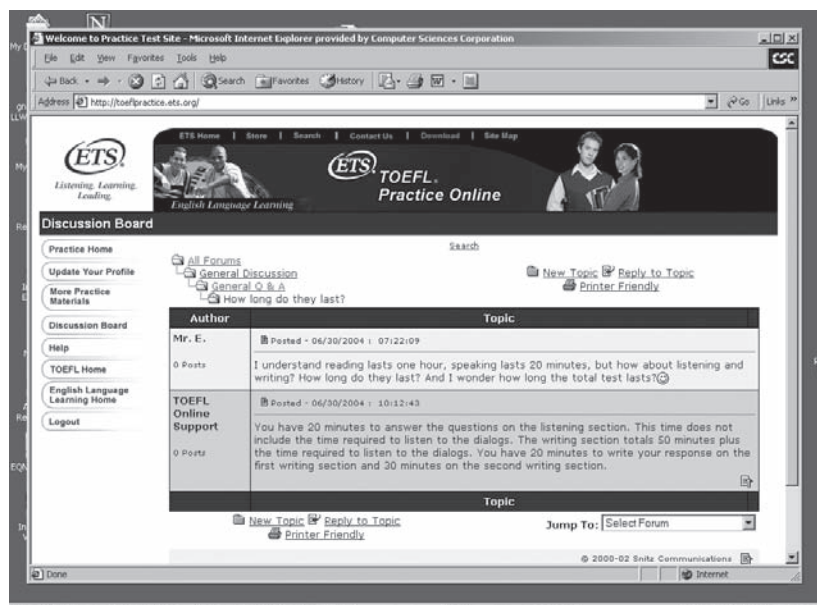 N
Welcome to Practice Test Site - Microsoft Internet Explorer provided by Computer Sciences Corporation
File Edit View Favorites Tools Help
CSC
Back Search Favorites History
Address http://toeflpractice.ets.org/ Go Links »
ETS Home | Store | Search | Contact Us | Download | Site Map
ETS
Listening. Learning.
Leading.
English Language Learning
ETS TOEFL®
Practice Online
Discussion Board
Practice Home
Update Your Profile
More Practice
Materials
Discussion Board
Help
TOEFL Home
English Language
Learning Home
Logout
Search
All Forums
General Discussion
General Q & A
How long do they last?
New Topic Reply to Topic
Printer Friendly
Author Topic
Mr. E.
0 Posts
Posted - 06/30/2004 : 07:22:09
I understand reading lasts one hour, speaking lasts 20 minutes, but how about listening and
writing? How long do they last? And I wonder how long the total test lasts?
TOEFL
Online
Support
0 Posts
Posted - 06/30/2004 : 10:12:43
You have 20 minutes to answer the questions on the listening section. This time does not
include the time required to listen to the dialogs. The writing section totals 50 minutes plus
the time required to listen to the dialogs. You have 20 minutes to write your response on the
first writing section and 30 minutes on the second writing section.
Topic
New Topic Reply to Topic
Printer Friendly
Jump To: Select Forum
© 2000-02 Snitz Communications
Done Internet